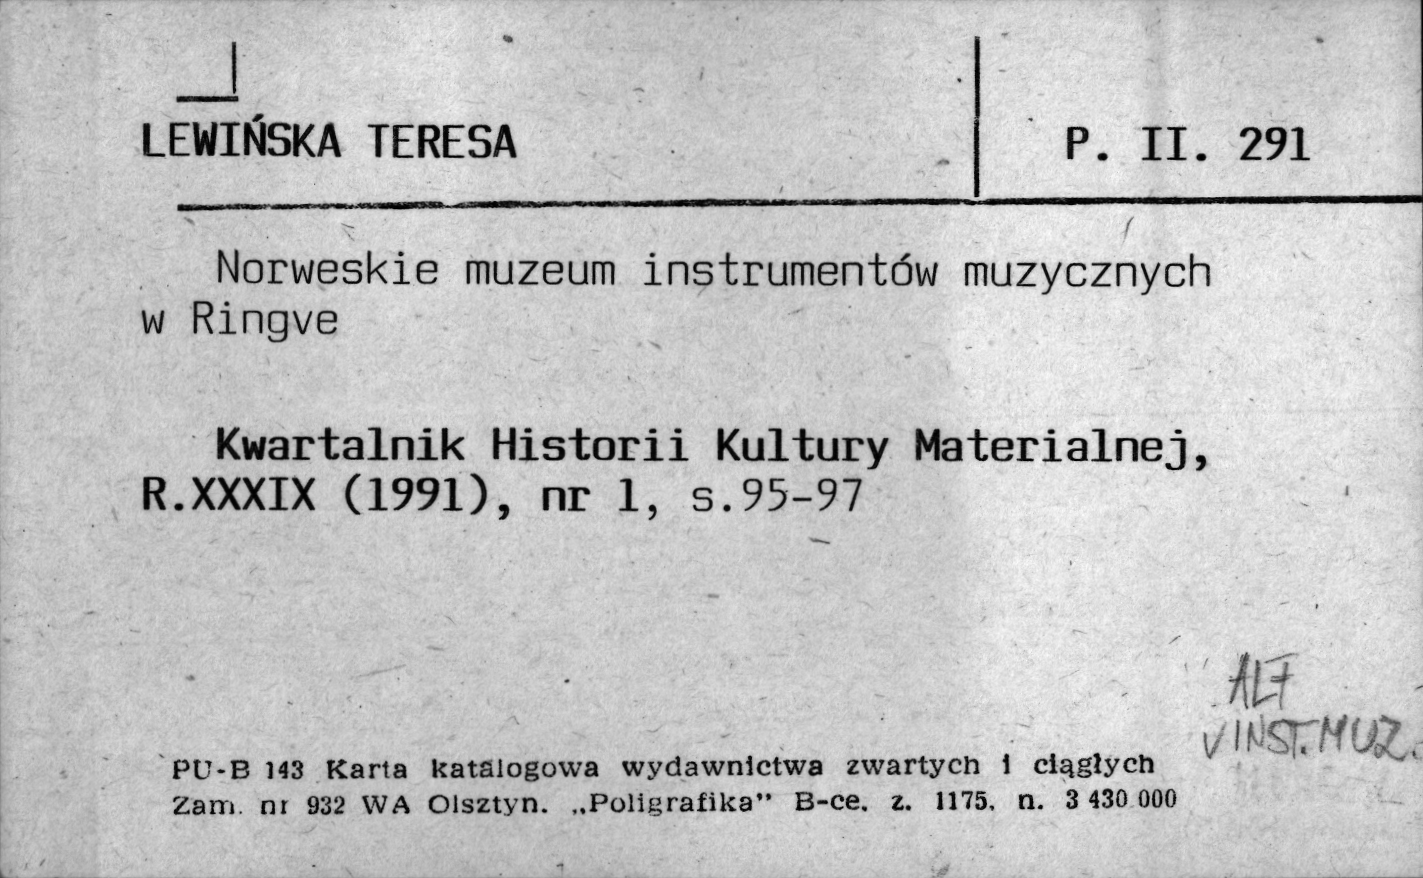 LEWIŃSKA TERESA
P. II. 291
Norweskie muzeum instrumentów muzycznych
w Ringve
Kwartalnik Historii Kultury Materialnej,
R.XXXIX (1991), nr 1, s.95-97
ALF
V INST. MUZ.
PU-B 143 Karta katalogowa wydawnictwa zwartych i ciągłych
Zam. nr 932 WA Olsztyn. „Poligrafika” B-ce. z. 1175. n. 3 430 000